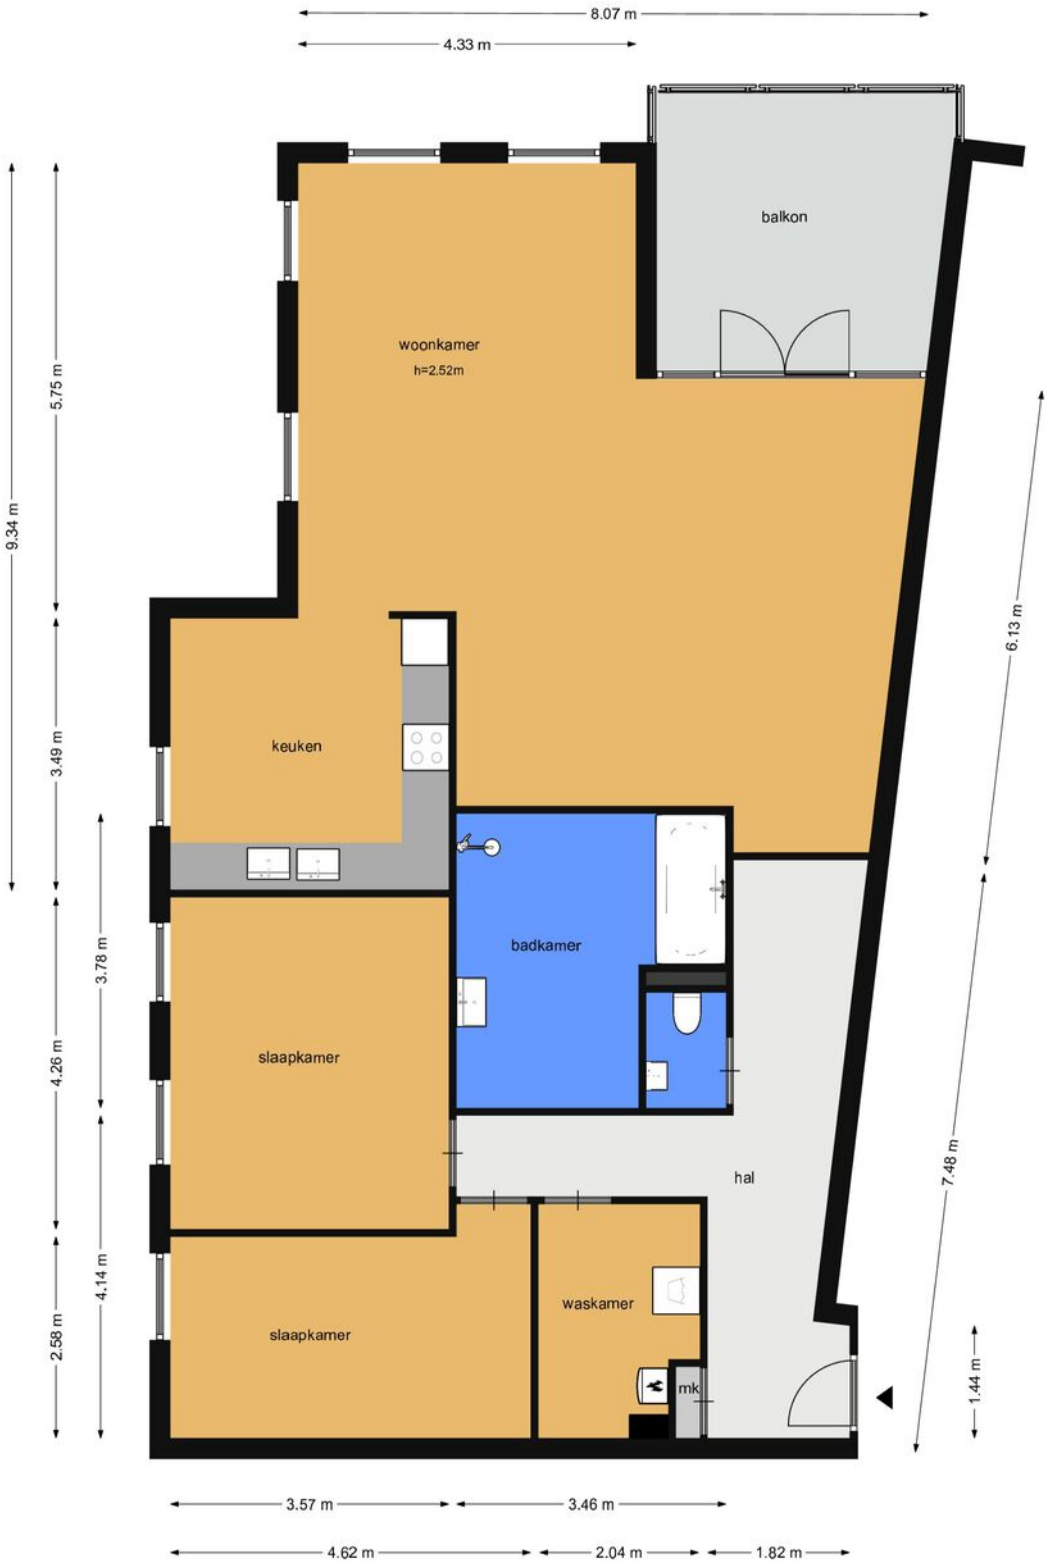 8.07 m
4.33 m
balkon
woonkamer
h=2.52m
5.75 m
9.34 m
6.13 m
keuken
3.49 m
badkamer
3.78 m
slaapkamer
4.26 m
7.48 m
hal
4.14 m
waskamer
slaapkamer
2.58 m
mk
1.44 m
3.57 m
3.46 m
4.62 m
2.04 m
1.82 m